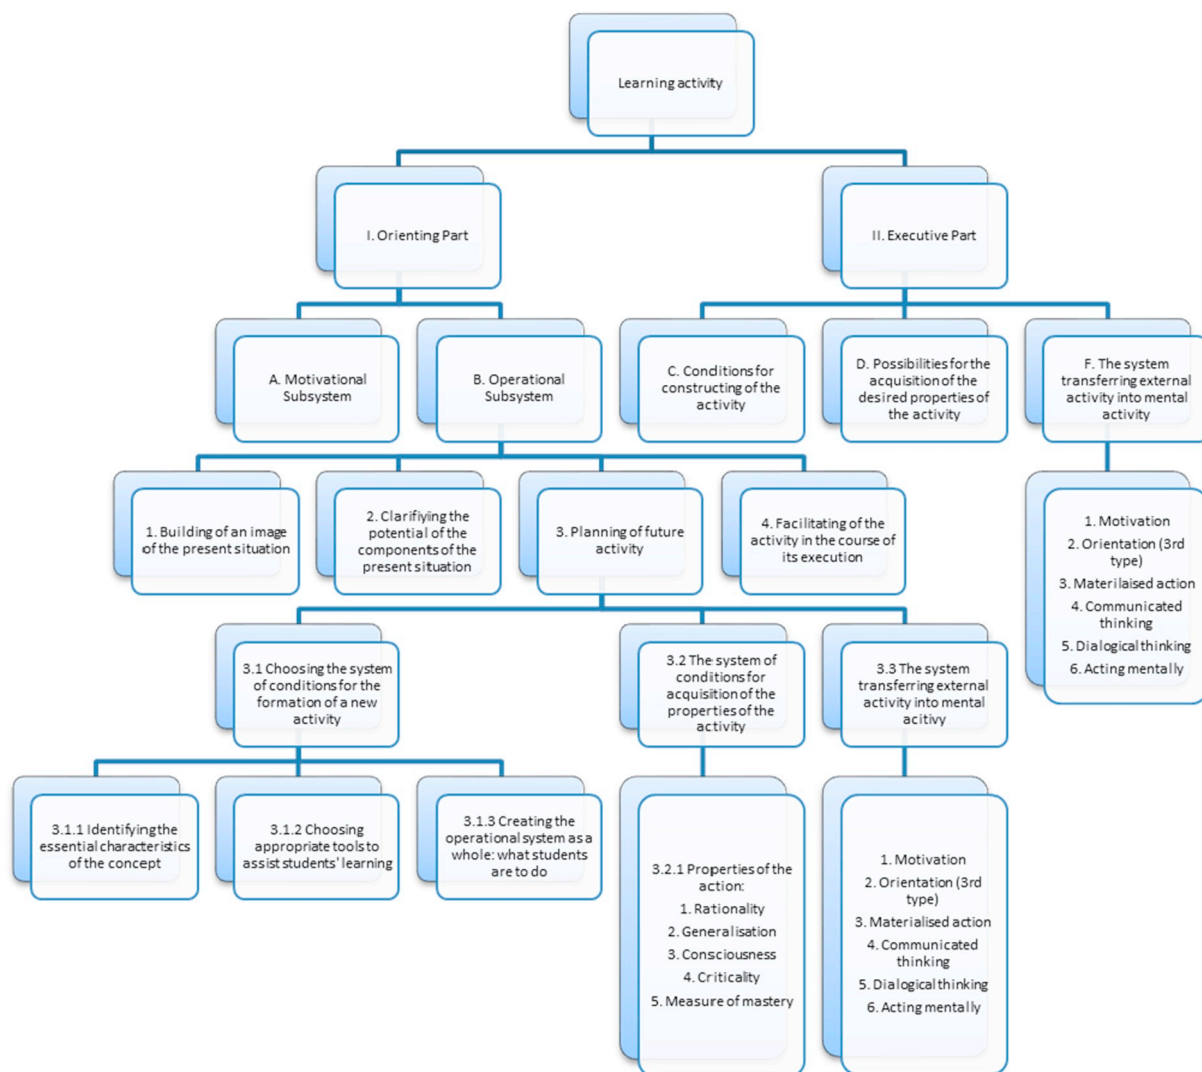 Learning activity
I. Orienting Part
II. Executive Part
A. Motivational
Subsystem
B. Operational
Subsystem
C. Conditions for
constructing of the
activity
D. Possibilities for the
acquisition of the
desired properties of
the activity
F. The system
transferring external
activity into mental
activity
1. Building of an image
of the present situation
2. Clarifiying the
potential of the
components of the
present situation
3. Planning of future
activity
4. Facilitating of the
activity in the course of
its execution
1. Motivation
2. Orientation (3rd
type)
3. Materilaised action
4. Communicated
thinking
5. Dialogical thinking
6. Acting mentally
3.1 Choosing the system
of conditions for the
formation of a new
activity
3.2 The system of
conditions for
acquisition of the
properties of the
activity
3.3 The system
transferring external
activity into mental
acitivy
3.1.1 Identifying the
essential characteristics
of the concept
3.1.2 Choosing
appropriate tools to
assist students' learning
3.1.3 Creating the
operational system as a
whole: what students
are to do
3.2.1 Properties of the
action:
1. Rationality
2. Generalisation
3. Consciousness
4. Criticality
5. Measure of mastery
1. Motivation
2. Orientation (3rd
type)
3. Materialised action
4. Communicated
thinking
5. Dialogical thinking
6. Acting mentally